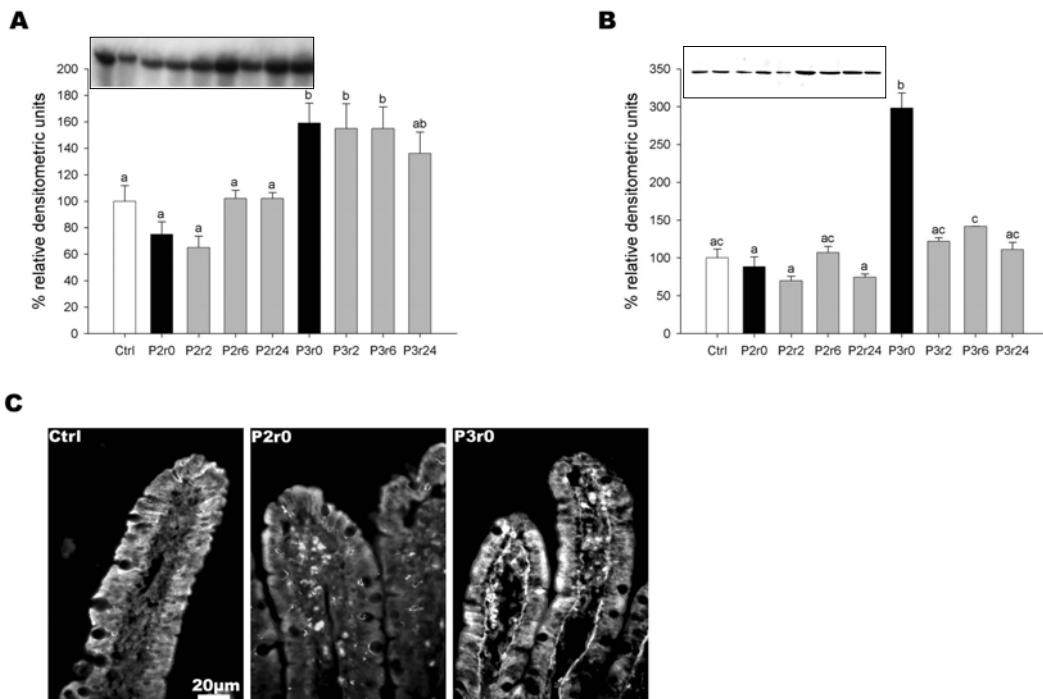 A
% relative densitometric units
200
180
160
140
120
100
80
60
40
20
0
a
a
a
a
a
b
b
b
ab
Ctrl
P2r0
P2r2
P2r6
P2r24
P3r0
P3r2
P3r6
P3r24
B
% relative densitometric units
350
300
250
200
150
100
50
0
ac
a
a
ac
a
b
ac
c
ac
Ctrl
P2r0
P2r2
P2r6
P2r24
P3r0
P3r2
P3r6
P3r24
C
Ctrl
P2r0
P3r0
20µm